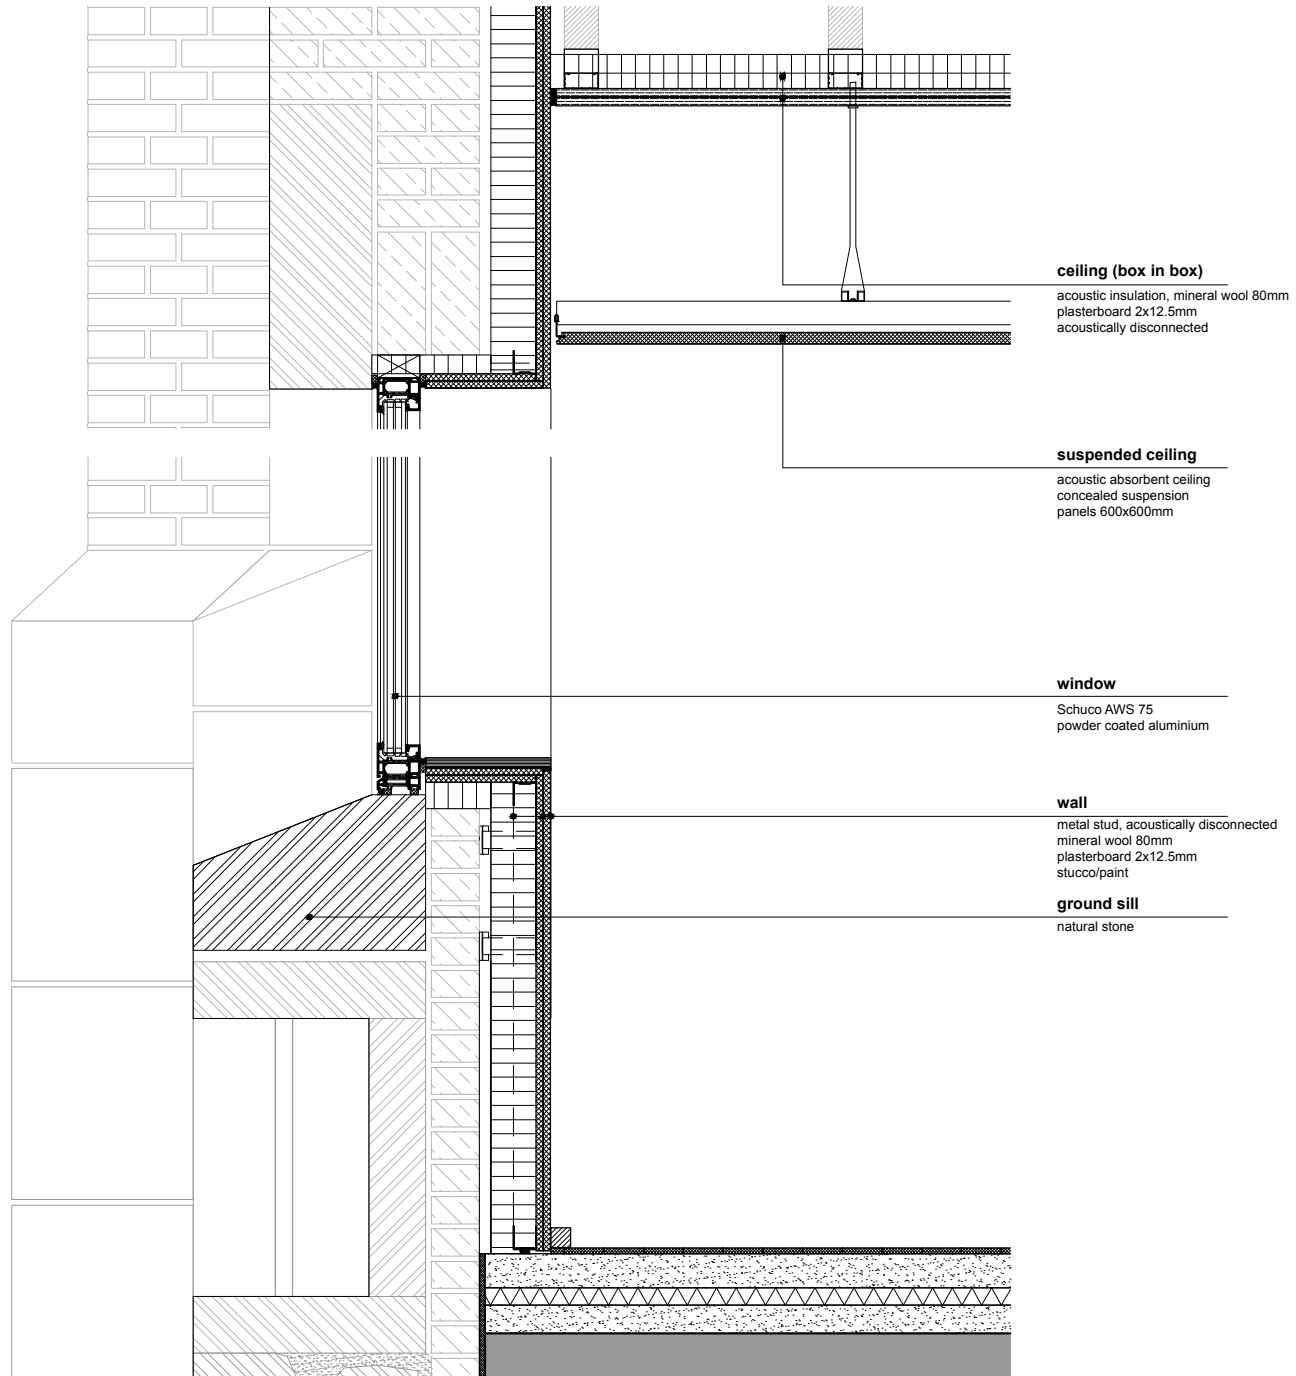 ceiling (box in box)
acoustic insulation, mineral wool 80mm
plasterboard 2x12.5mm
acoustically disconnected
suspended ceiling
acoustic absorbent ceiling
concealed suspension
panels 600x600mm
window
Schuco AWS 75
powder coated aluminium
wall
metal stud, acoustically disconnected
mineral wool 80mm
plasterboard 2x12.5mm
stucco/paint
ground sill
natural stone